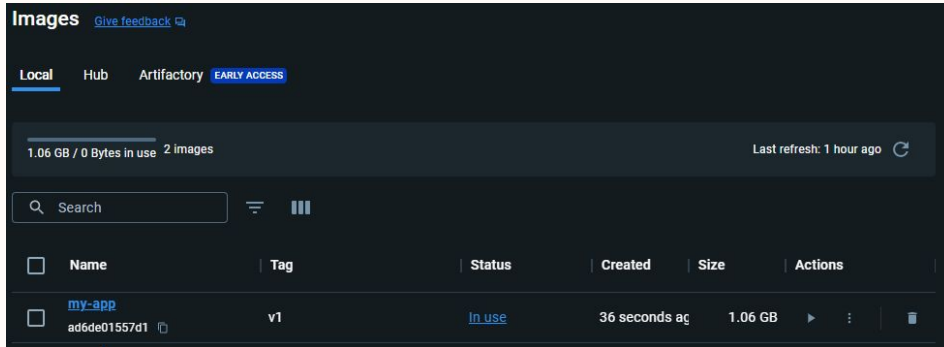 Images Give feedback
Local Hub Artifactory EARLY ACCESS
1.06 GB / 0 Bytes in use 2 images Last refresh: 1 hour ago
Search
Name Tag Status Created Size Actions
my-app
ad6de01557d1 v1 In use 36 seconds ag 1.06 GB